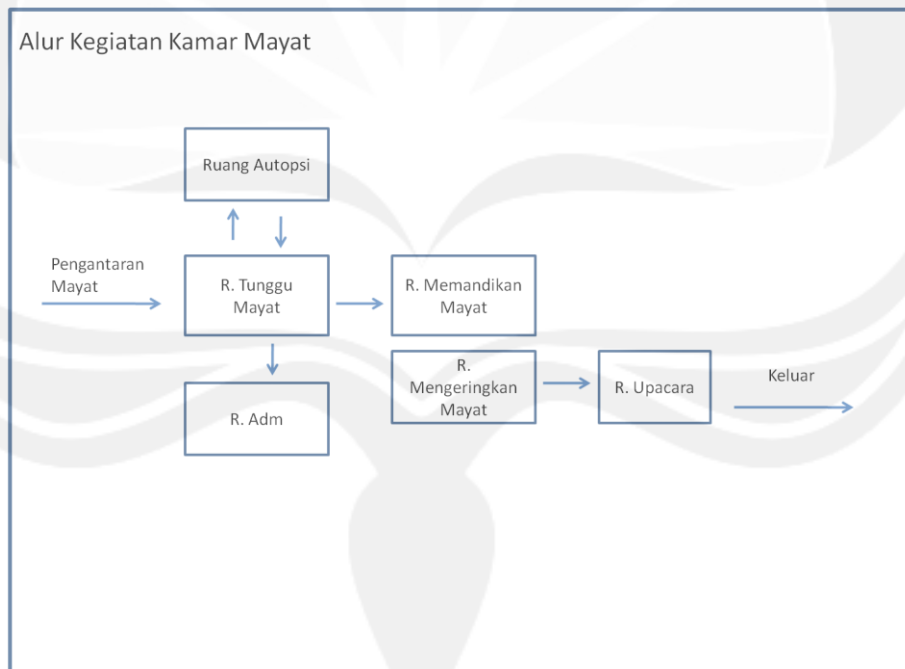 Alur Kegiatan Kamar Mayat
Ruang Autopsi
Pengantaran
Mayat
R. Tunggu
Mayat
R. Memandikan
Mayat
R.
Mengeringkan
Mayat
R. Upacara
Keluar
R. Adm